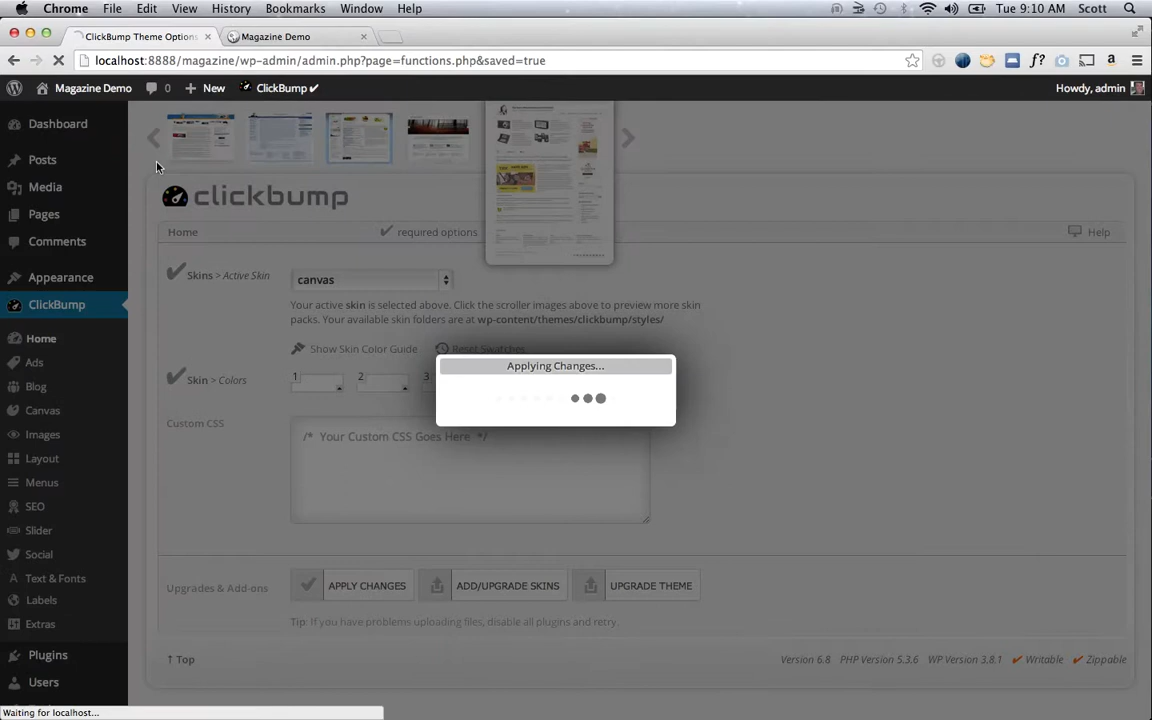 Chrome File Edit View History Bookmarks Window Help Tue 9:10 AM Scott
ClickBump Theme Options Magazine Demo
localhost:8888/magazine/wp-admin/admin.php?page=functions.php&saved=true
Magazine Demo 0 New ClickBump ✔ Howdy, admin
Dashboard
Posts
Media
Pages
Comments
Appearance
ClickBump
Home
Ads
Blog
Canvas
Images
Layout
Menus
SEO
Slider
Social
Text & Fonts
Labels
Extras
Plugins
Users
clickbump
Home required options Help
Skins > Active Skin canvas
Your active skin is selected above. Click the scroller images above to preview more skin
packs. Your available skin folders are at wp-content/themes/clickbump/styles/
Show Skin Color Guide Reset Swatches
Applying Changes...
Skin > Colors 1 2 3
Custom CSS /* Your Custom CSS Goes Here */
Upgrades & Add-ons APPLY CHANGES ADD/UPGRADE SKINS UPGRADE THEME
Tip: If you have problems uploading files, disable all plugins and retry.
↑ Top Version 6.8 PHP Version 5.3.6 WP Version 3.8.1 ✔ Writable ✔ Zippable
Waiting for localhost...